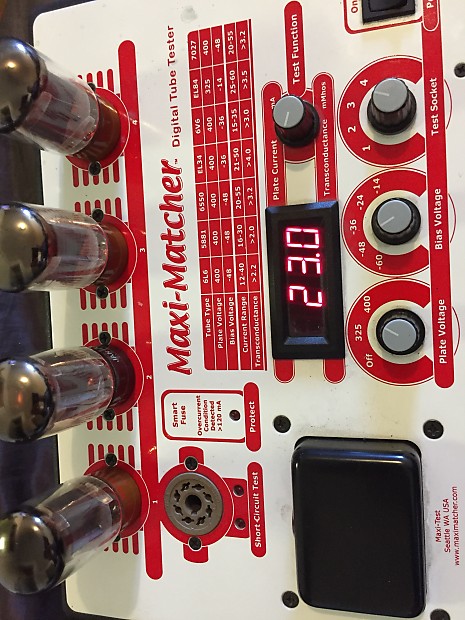 4
3
2
1
Maxi-Matcher™ Digital Tube Tester
Tube Type 6L6 5881 6550 EL34 6V6 EL84 7027
Plate Voltage 400 400 400 400 400 325 400
Bias Voltage -48 -48 -48 -36 -36 -14 -48
Current Range 12-40 16-30 20-55 21-50 15-35 25-60 20-55
Transconductance >2.2 >2.0 >3.2 >4.0 >3.0 >3.5 >3.2
Smart
Fuse
Overcurrent
Condition
Detected
>120 mA
Protect
Short Circuit Test
23.0
Plate Current mA
Transconductance mMhos
Test Function
On
1 2 3 4
Test Socket
-60 -48 -36 -24 -14
Bias Voltage
Off 325 400
Plate Voltage
Maxi-Test
Seattle WA USA
www.maximatcher.com